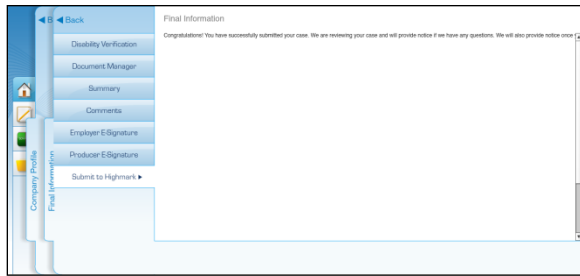 B
Back
Final Information
Congratulations! You have successfully submitted your case. We are reviewing your case and will provide notice if we have any questions. We will also provide notice once
Disability Verification
Document Manager
Summary
Comments
Employer E-Signature
Producer E-Signature
Submit to Highmark
Company Profile
Final Information